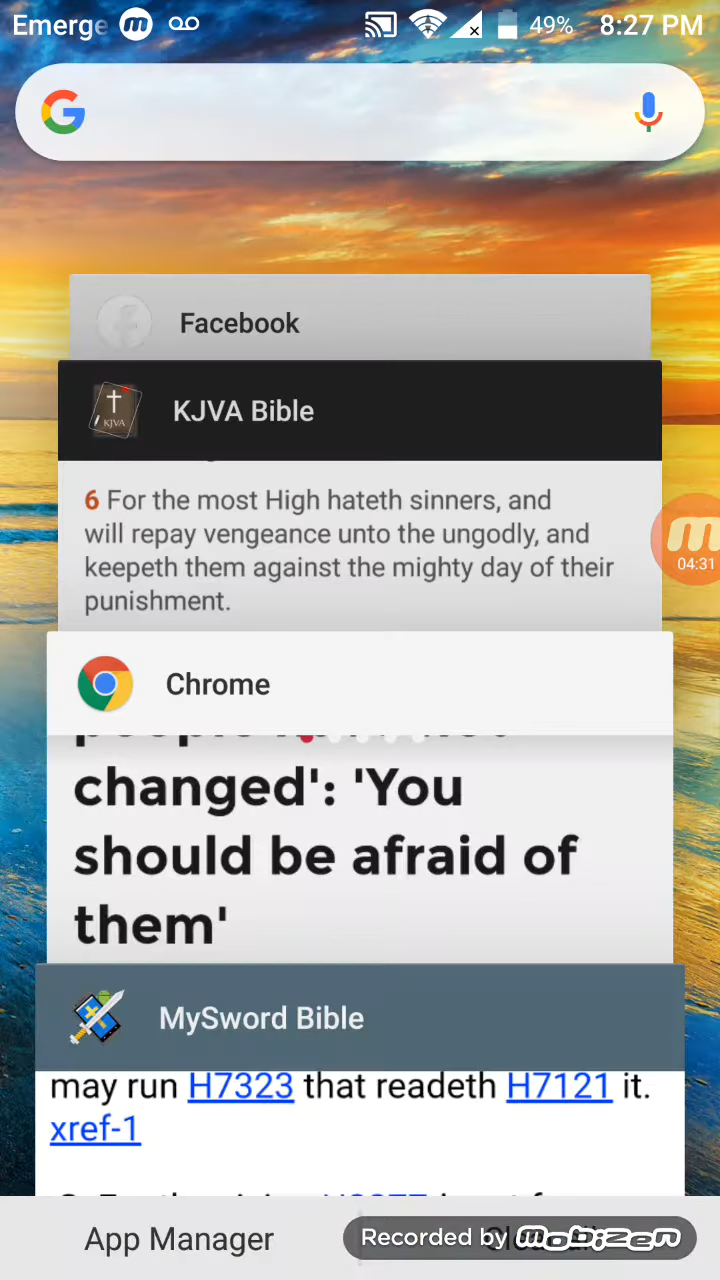 Emerge 49% 8:27 PM
Facebook
KJVA
KJVA Bible
6 For the most High hateth sinners, and
will repay vengeance unto the ungodly, and
keepeth them against the mighty day of their
punishment.
04:31
Chrome
changed': 'You
should be afraid of
them'
MySword Bible
may run H7323 that readeth H7121 it.
xref-1
App Manager
Recorded by mobizen